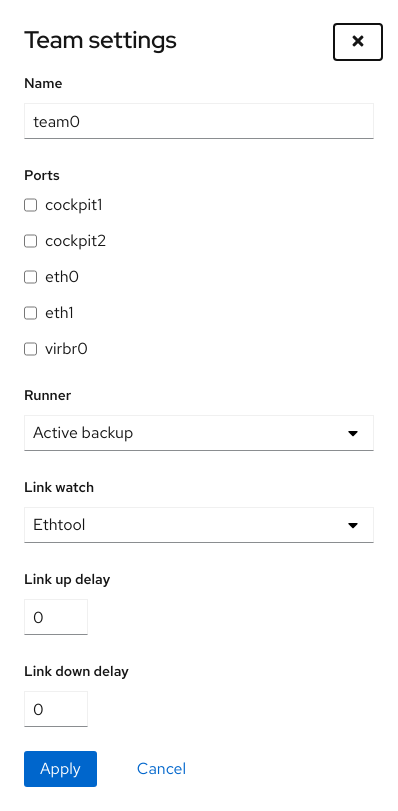 Team settings
Name
team0
Ports
cockpit1
cockpit2
eth0
eth1
virbr0
Runner
Active backup
Link watch
Ethtool
Link up delay
0
Link down delay
0
Apply Cancel